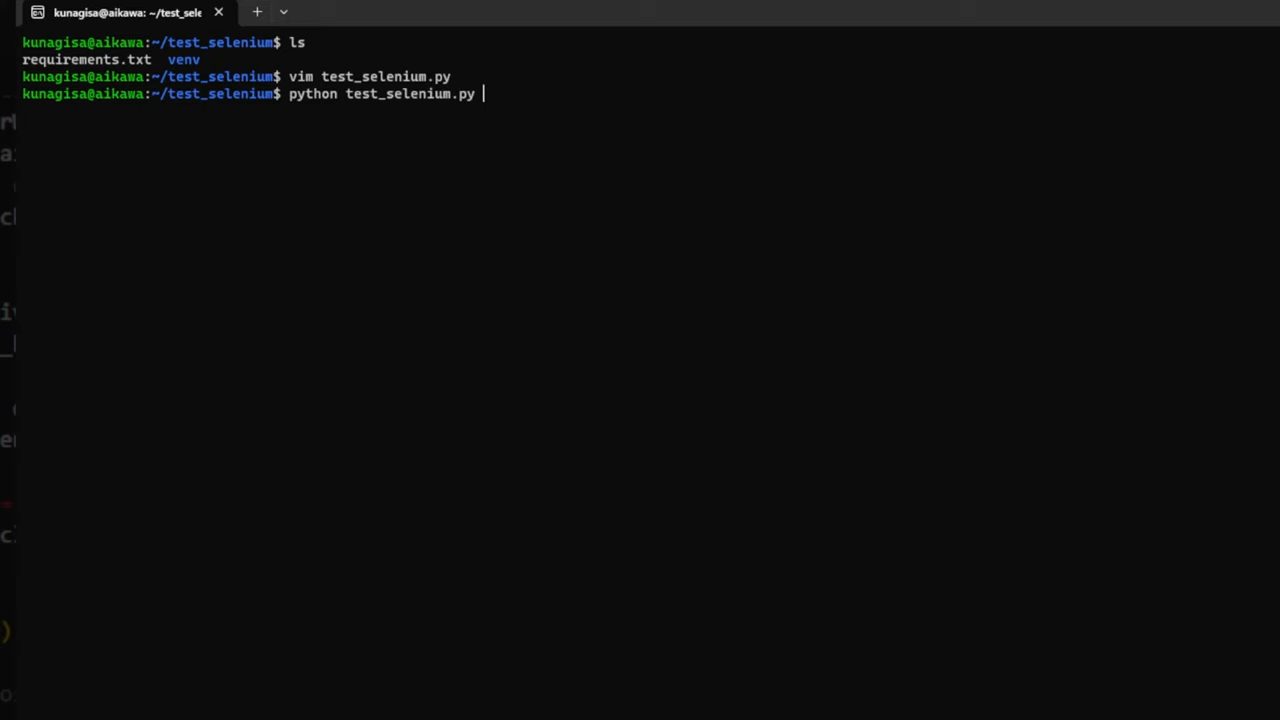 kunagisa@aikawa: ~/test_sele
kunagisa@aikawa:~/test_selenium$ ls
requirements.txt  venv
kunagisa@aikawa:~/test_selenium$ vim test_selenium.py
kunagisa@aikawa:~/test_selenium$ python test_selenium.py